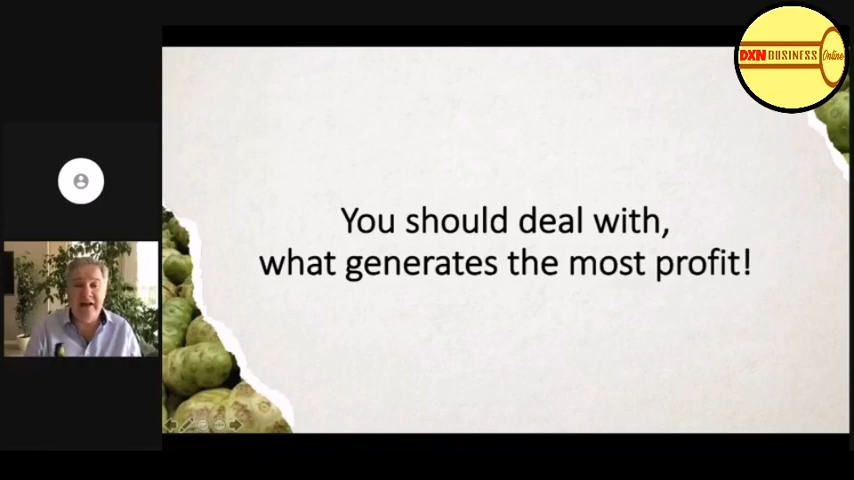 DXN BUSINESS Online
You should deal with,
what generates the most profit!